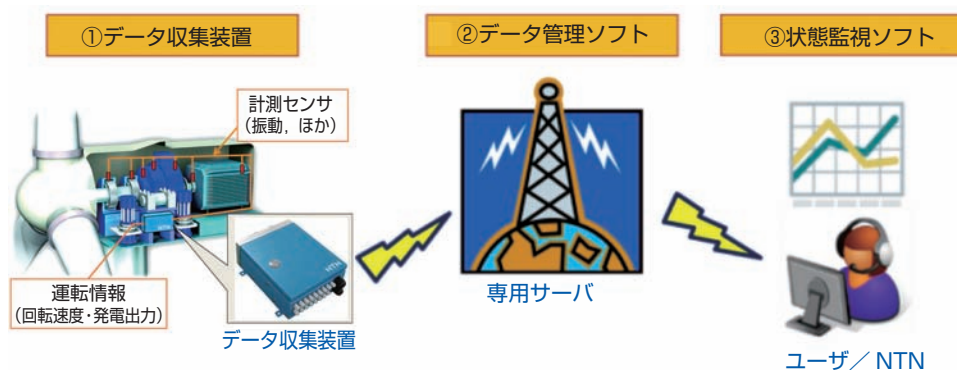 ①データ収集装置
②データ管理ソフト
③状態監視ソフト
計測センサ
（振動，ほか）
NTN
運転情報
（回転速度・発電出力）
データ収集装置
専用サーバ
ユーザ／NTN